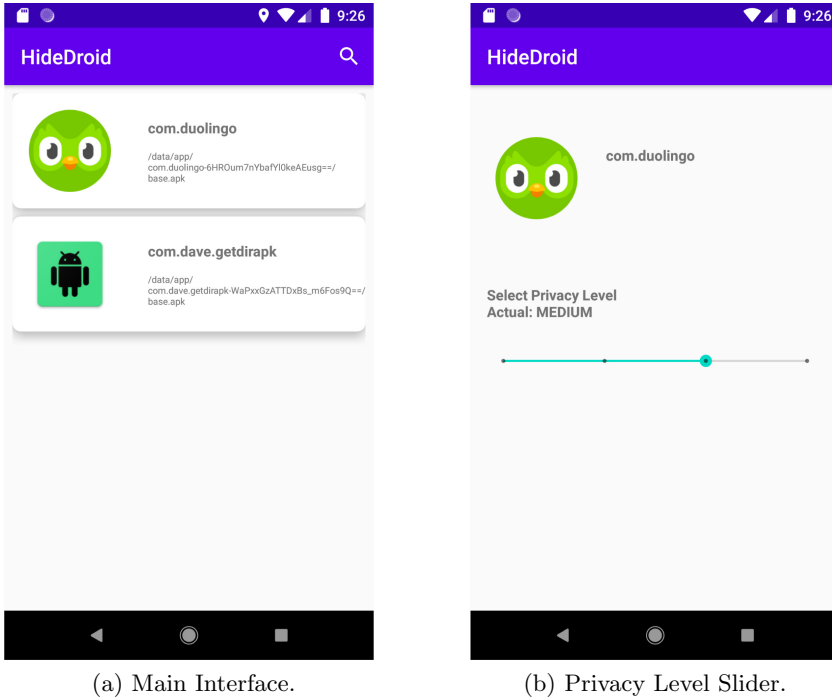 9:26
HideDroid
com.duolingo
/data/app/
com.duolingo-6HROum7nYbafYl0keAEusg==/
base.apk
com.dave.getdirapk
/data/app/
com.dave.getdirapk-WaPxxGzATTDxBs_m6Fos9Q==/
base.apk
(a) Main Interface.
9:26
HideDroid
com.duolingo
Select Privacy Level
Actual: MEDIUM
(b) Privacy Level Slider.